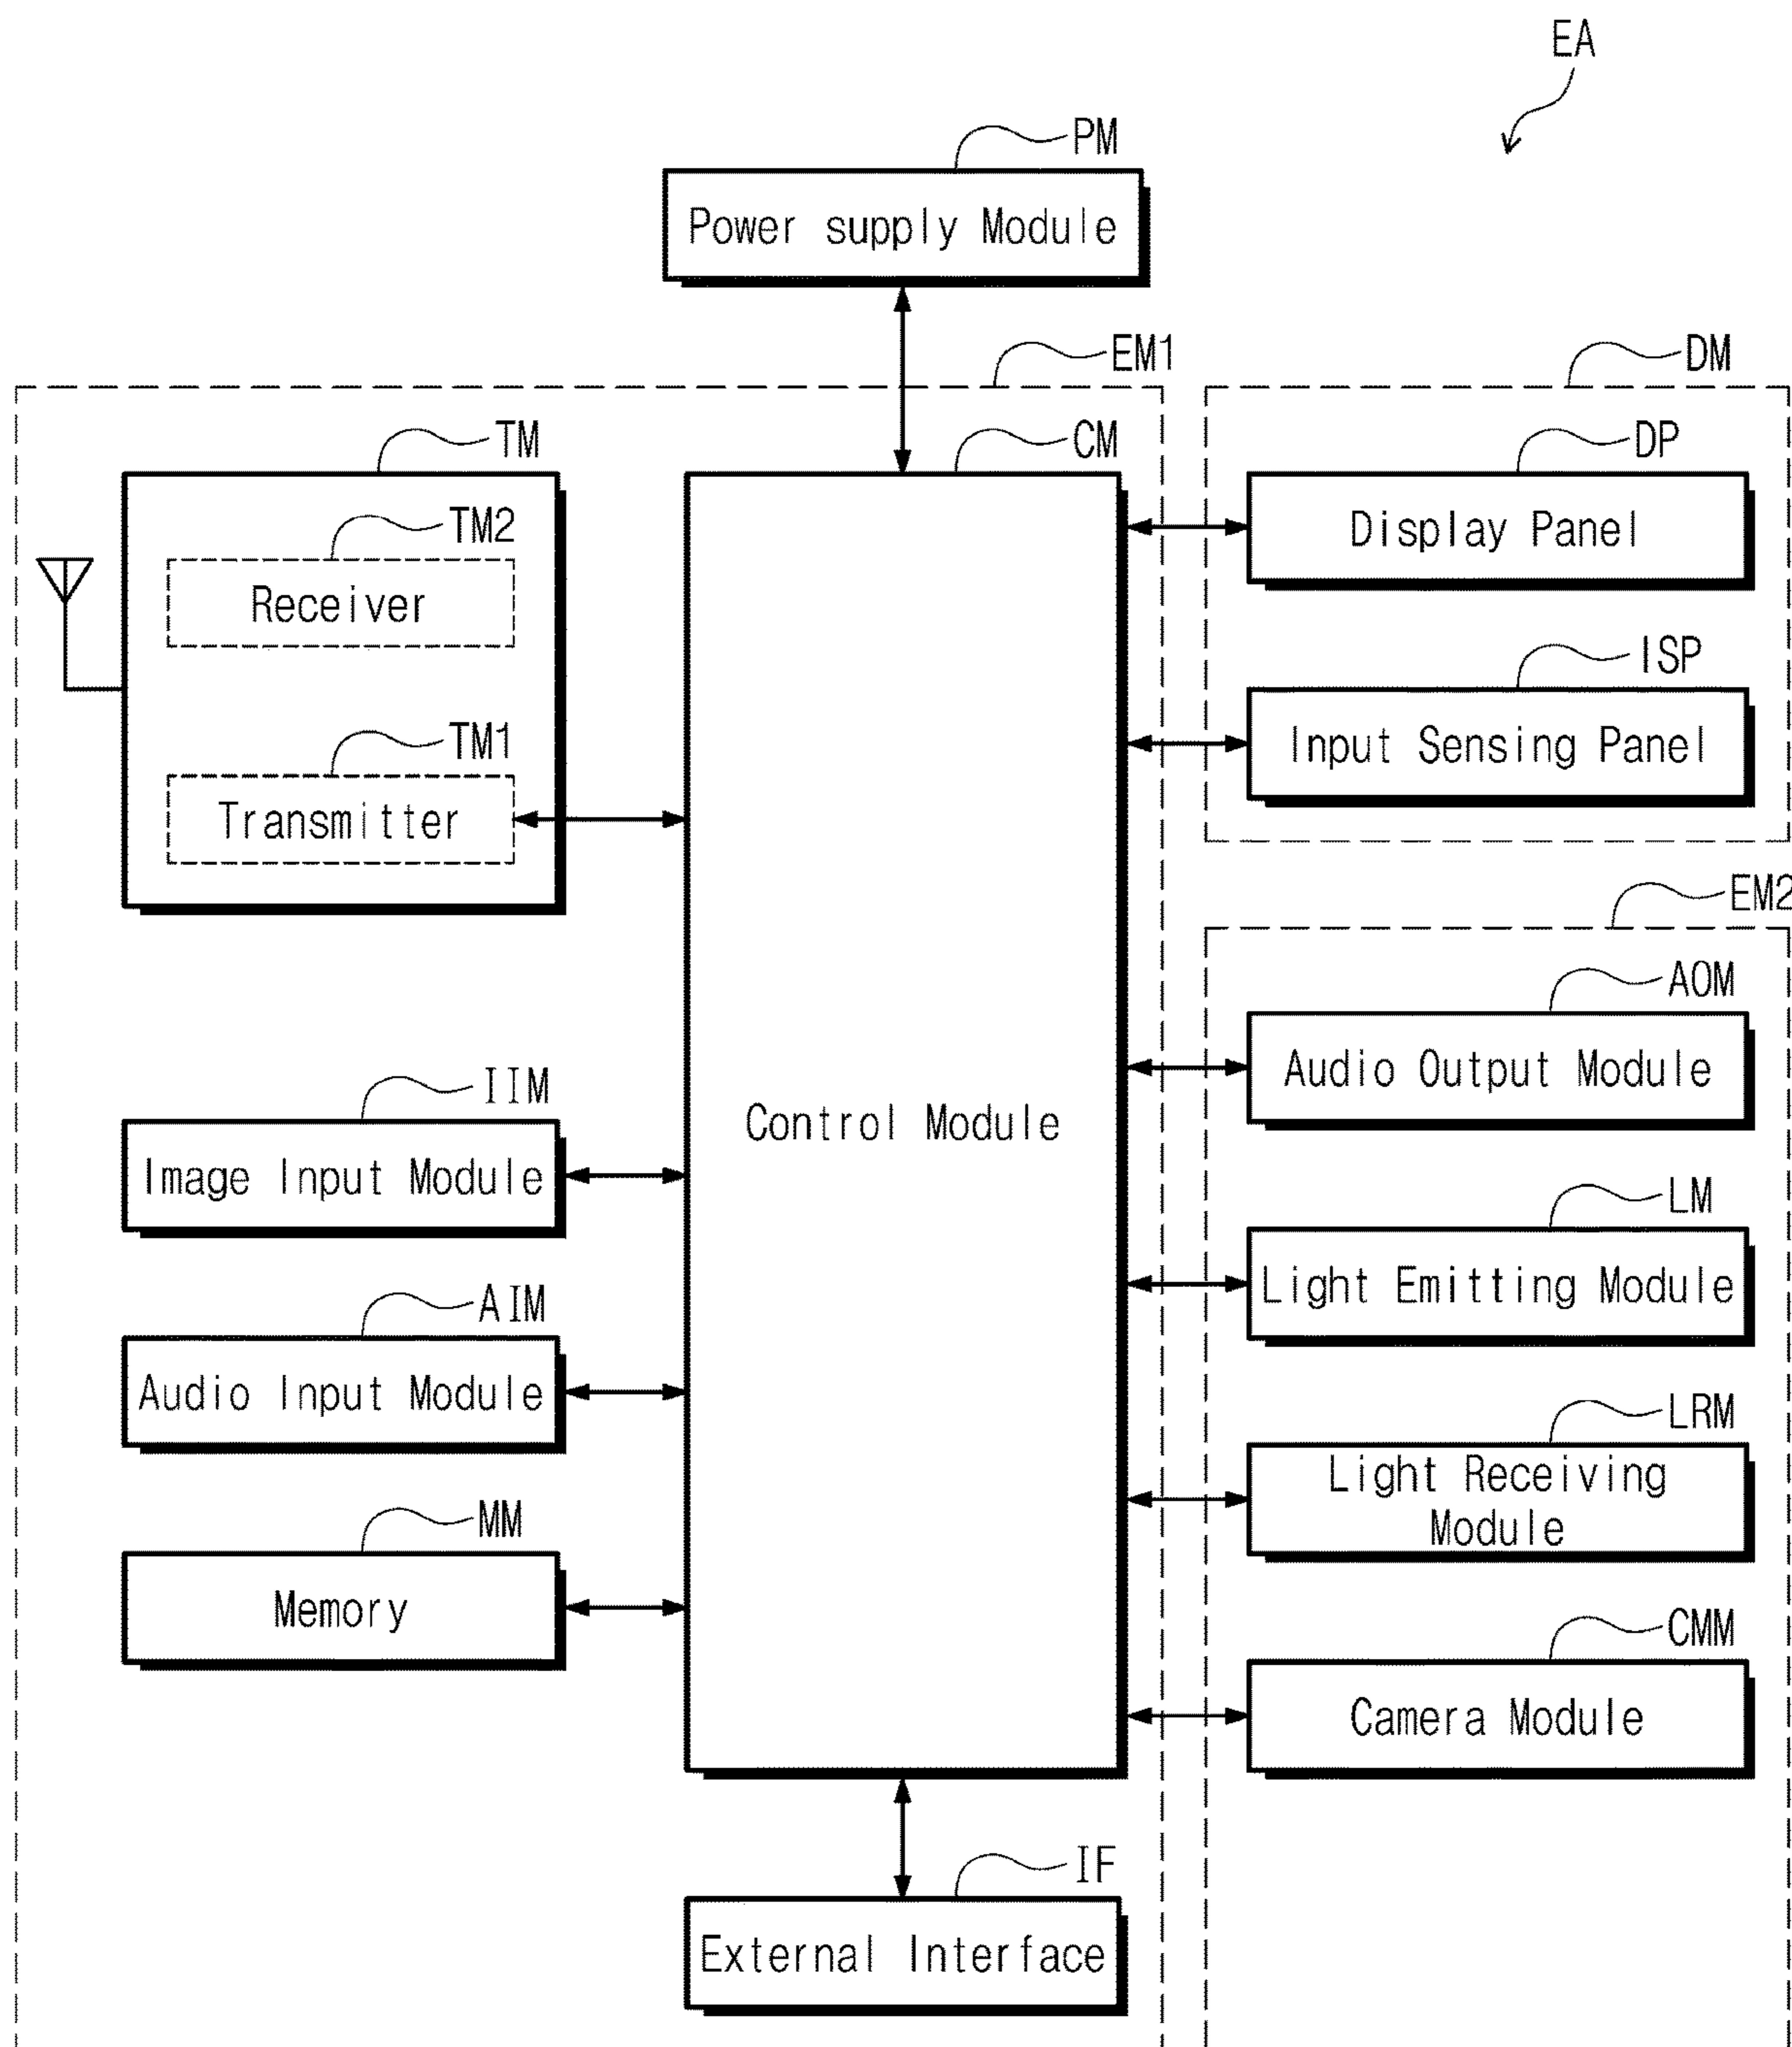 EA
PM
Power supply Module
EM1
DM
TM
CM
DP
TM2
Receiver
Display Panel
ISP
Input Sensing Panel
TM1
Transmitter
EM2
AOM
Audio Output Module
IIM
Image Input Module
Control Module
LM
Light Emitting Module
AIM
Audio Input Module
LRM
Light Receiving
Module
MM
Memory
CMM
Camera Module
IF
External Interface